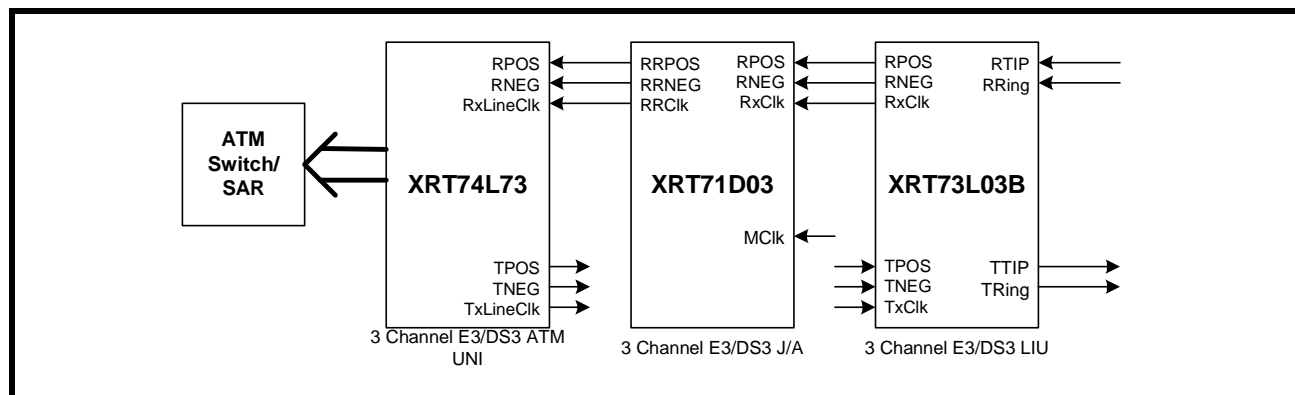 ATM
Switch/
SAR
RPOS
RNEG
RxLineClk
XRT74L73
TPOS
TNEG
TxLineClk
3 Channel E3/DS3 ATM
UNI
RRPOS
RRNEG
RRClk
RPOS
RNEG
RxClk
XRT71D03
MClk
3 Channel E3/DS3 J/A
RPOS
RNEG
RxClk
RTIP
RRing
XRT73L03B
TPOS
TNEG
TxClk
TTIP
TRing
3 Channel E3/DS3 LIU